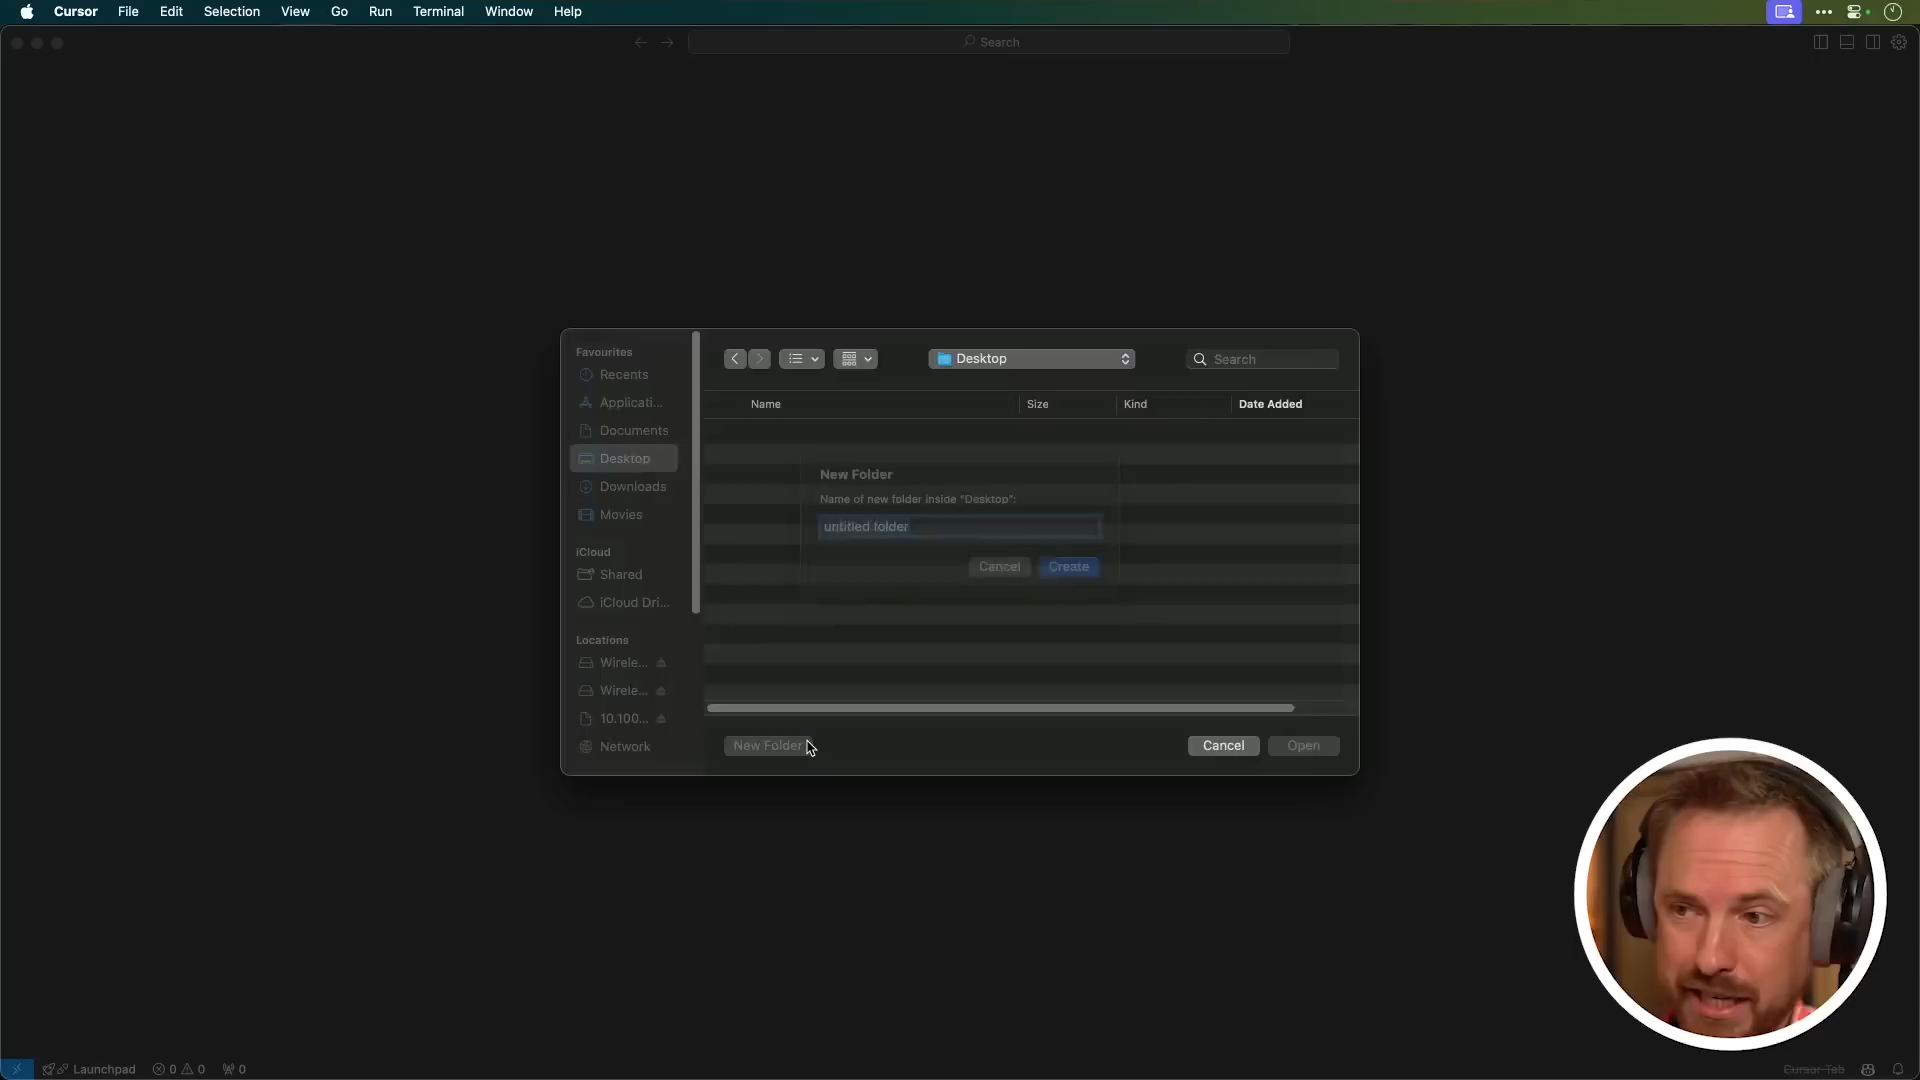 Cursor File Edit Selection View Go Run Terminal Window Help
Search
Favourites
Recents
Applicati...
Documents
Desktop
Downloads
Movies
iCloud
Shared
iCloud Dri...
Locations
Wirele...
Wirele...
10.100...
Network
Desktop
Search
Name Size Kind Date Added
New Folder
Name of new folder inside "Desktop":
untitled folder
Cancel Create
New Folder
Cancel Open
Launchpad 0 0 0
Cursor Tab